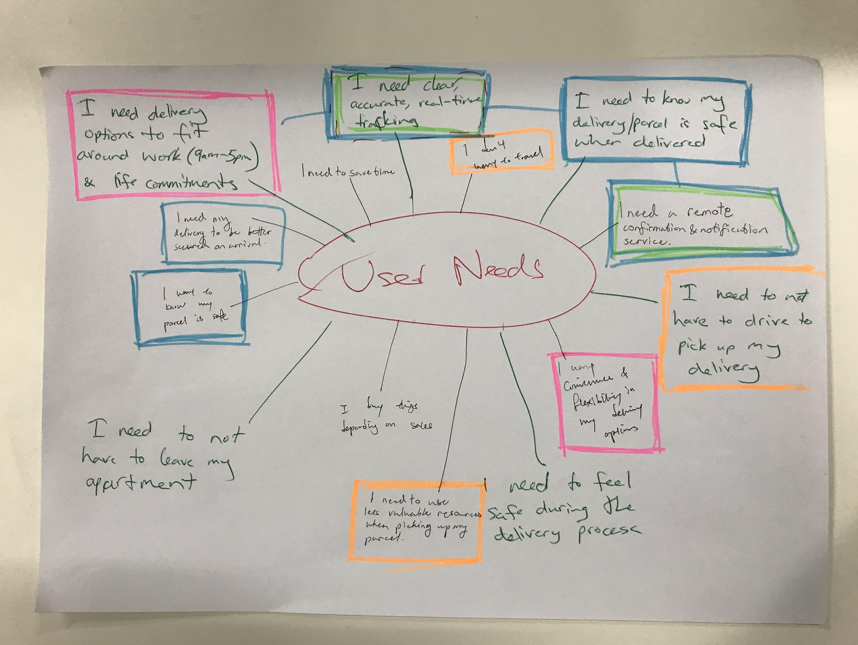 I need clear,
accurate, real-time
tracking
I need delivery
options to fit
around work (9am-5pm)
& life commitments
I need to know my
delivery/parcel is safe
when delivered
I don't
want to travel
I need to save time
I need my
delivery to be better
secured on arrival.
I need a remote
confirmation & notification
service.
User Needs
I want to
know my
parcel is safe
I need to not
have to drive to
pick up my
delivery
I want
convenience &
flexibility in
my delivery
options
I buy things
depending on sales
I need to not
have to leave my
apartment
I need to use
less valuable resources
when picking up my
parcel.
I need to feel
safe during the
delivery process